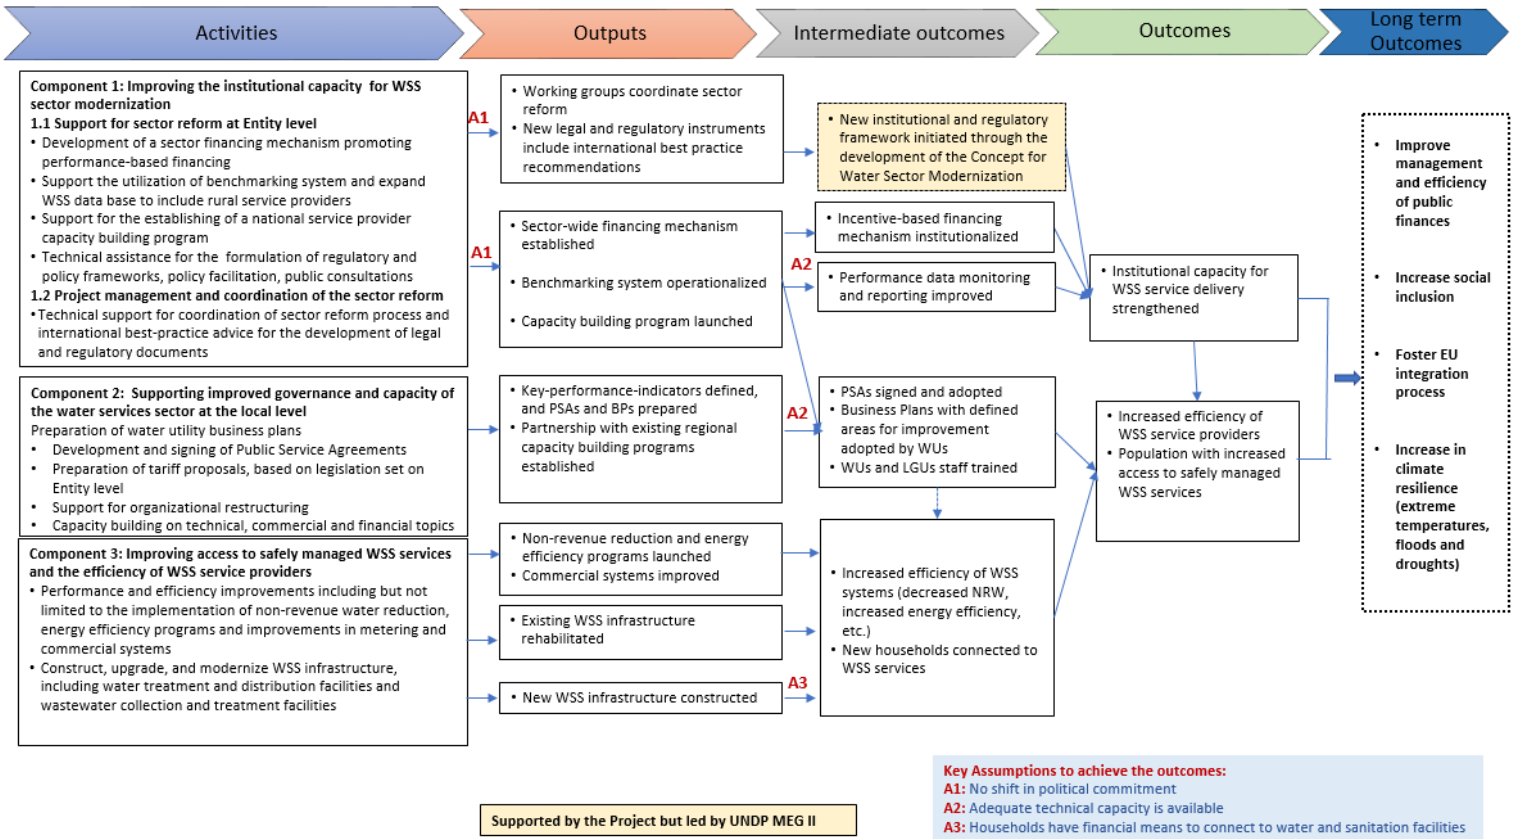 Activities
Outputs
Intermediate outcomes
Outcomes
Long term
Outcomes
Component 1: Improving the institutional capacity for WSS
sector modernization
1.1 Support for sector reform at Entity level
• Development of a sector financing mechanism promoting
performance-based financing
• Support the utilization of benchmarking system and expand
WSS data base to include rural service providers
• Support for the establishing of a national service provider
capacity building program
• Technical assistance for the formulation of regulatory and
policy frameworks, policy facilitation, public consultations
1.2 Project management and coordination of the sector reform
• Technical support for coordination of sector reform process and
international best-practice advice for the development of legal
and regulatory documents
Component 2: Supporting improved governance and capacity of
the water services sector at the local level
Preparation of water utility business plans
• Development and signing of Public Service Agreements
• Preparation of tariff proposals, based on legislation set on
Entity level
• Support for organizational restructuring
• Capacity building on technical, commercial and financial topics
Component 3: Improving access to safely managed WSS services
and the efficiency of WSS service providers
• Performance and efficiency improvements including but not
limited to the implementation of non-revenue water reduction,
energy efficiency programs and improvements in metering and
commercial systems
• Construct, upgrade, and modernize WSS infrastructure,
including water treatment and distribution facilities and
wastewater collection and treatment facilities
A1
A1
• Working groups coordinate sector
reform
• New legal and regulatory instruments
include international best practice
recommendations
• Sector-wide financing mechanism
established
• Benchmarking system operationalized
• Capacity building program launched
• Key-performance-indicators defined,
and PSAs and BPs prepared
• Partnership with existing regional
capacity building programs
established
• Non-revenue reduction and energy
efficiency programs launched
• Commercial systems improved
• Existing WSS infrastructure
rehabilitated
• New WSS infrastructure constructed
A2
A2
A3
• New institutional and regulatory
framework initiated through the
development of the Concept for
Water Sector Modernization
• Incentive-based financing
mechanism institutionalized
• Performance data monitoring
and reporting improved
• PSAs signed and adopted
• Business Plans with defined
areas for improvement
adopted by WUs
• WUs and LGUs staff trained
• Increased efficiency of WSS
systems (decreased NRW,
increased energy efficiency,
etc.)
• New households connected to
WSS services
• Institutional capacity for
WSS service delivery
strengthened
• Increased efficiency of
WSS service providers
• Population with increased
access to safely managed
WSS services
• Improve
management
and efficiency
of public
finances
• Increase social
inclusion
• Foster EU
integration
process
• Increase in
climate
resilience
(extreme
temperatures,
floods and
droughts)
Key Assumptions to achieve the outcomes:
A1: No shift in political commitment
A2: Adequate technical capacity is available
A3: Households have financial means to connect to water and sanitation facilities
Supported by the Project but led by UNDP MEG II